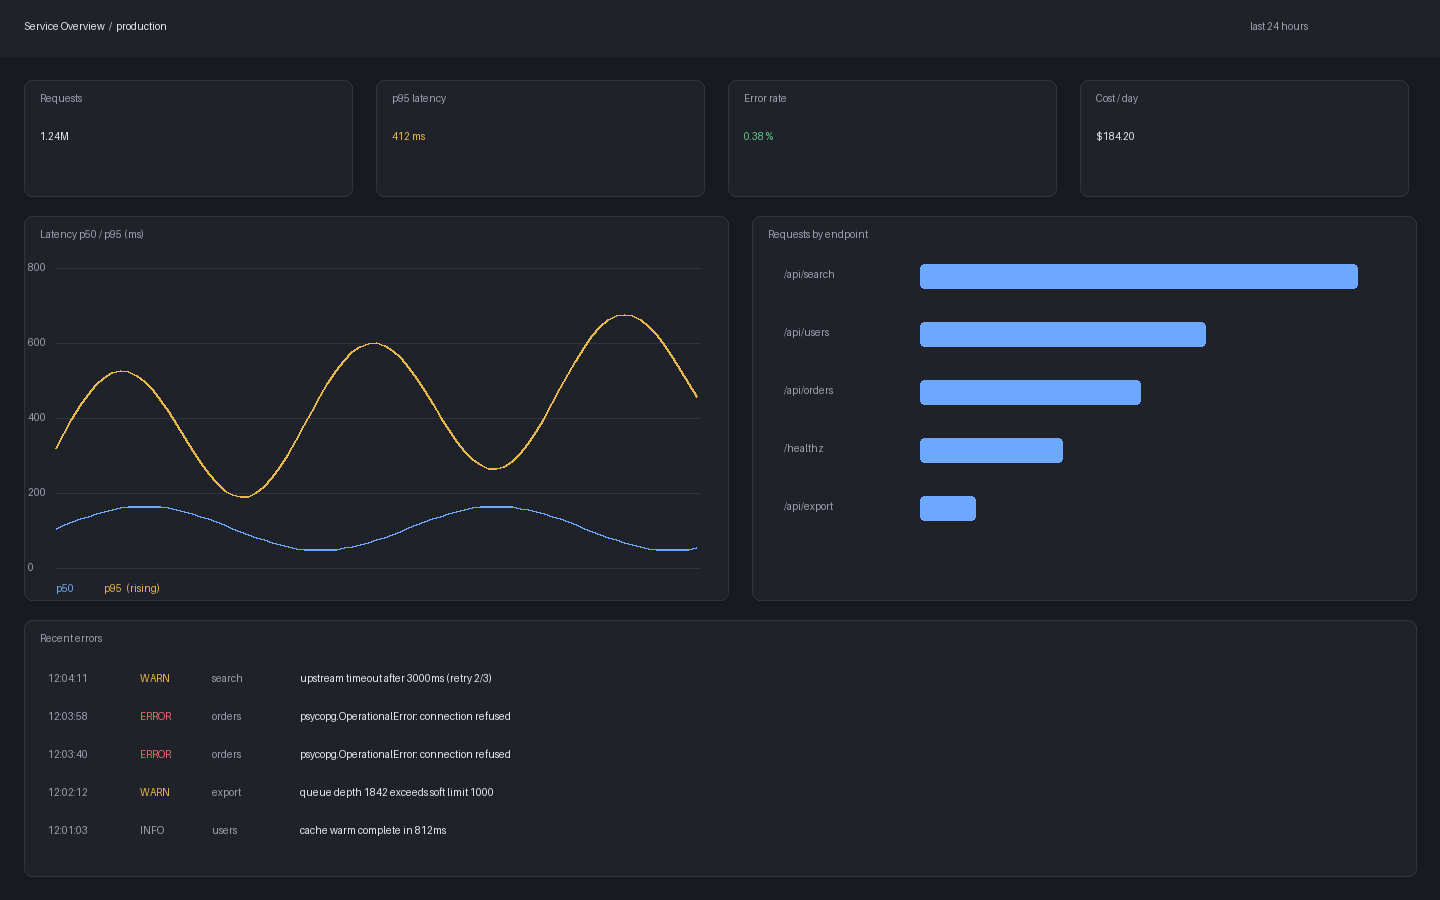 Service Overview / production
last 24 hours
Requests
1.24M
p95 latency
412 ms
Error rate
0.38 %
Cost / day
$184.20
Latency p50 / p95 (ms)
800
600
400
200
0
p50
p95 (rising)
Requests by endpoint
/api/search
/api/users
/api/orders
/healthz
/api/export
Recent errors
12:04:11 WARN search upstream timeout after 3000ms (retry 2/3)
12:03:58 ERROR orders psycopg.OperationalError: connection refused
12:03:40 ERROR orders psycopg.OperationalError: connection refused
12:02:12 WARN export queue depth 1842 exceeds soft limit 1000
12:01:03 INFO users cache warm complete in 812ms